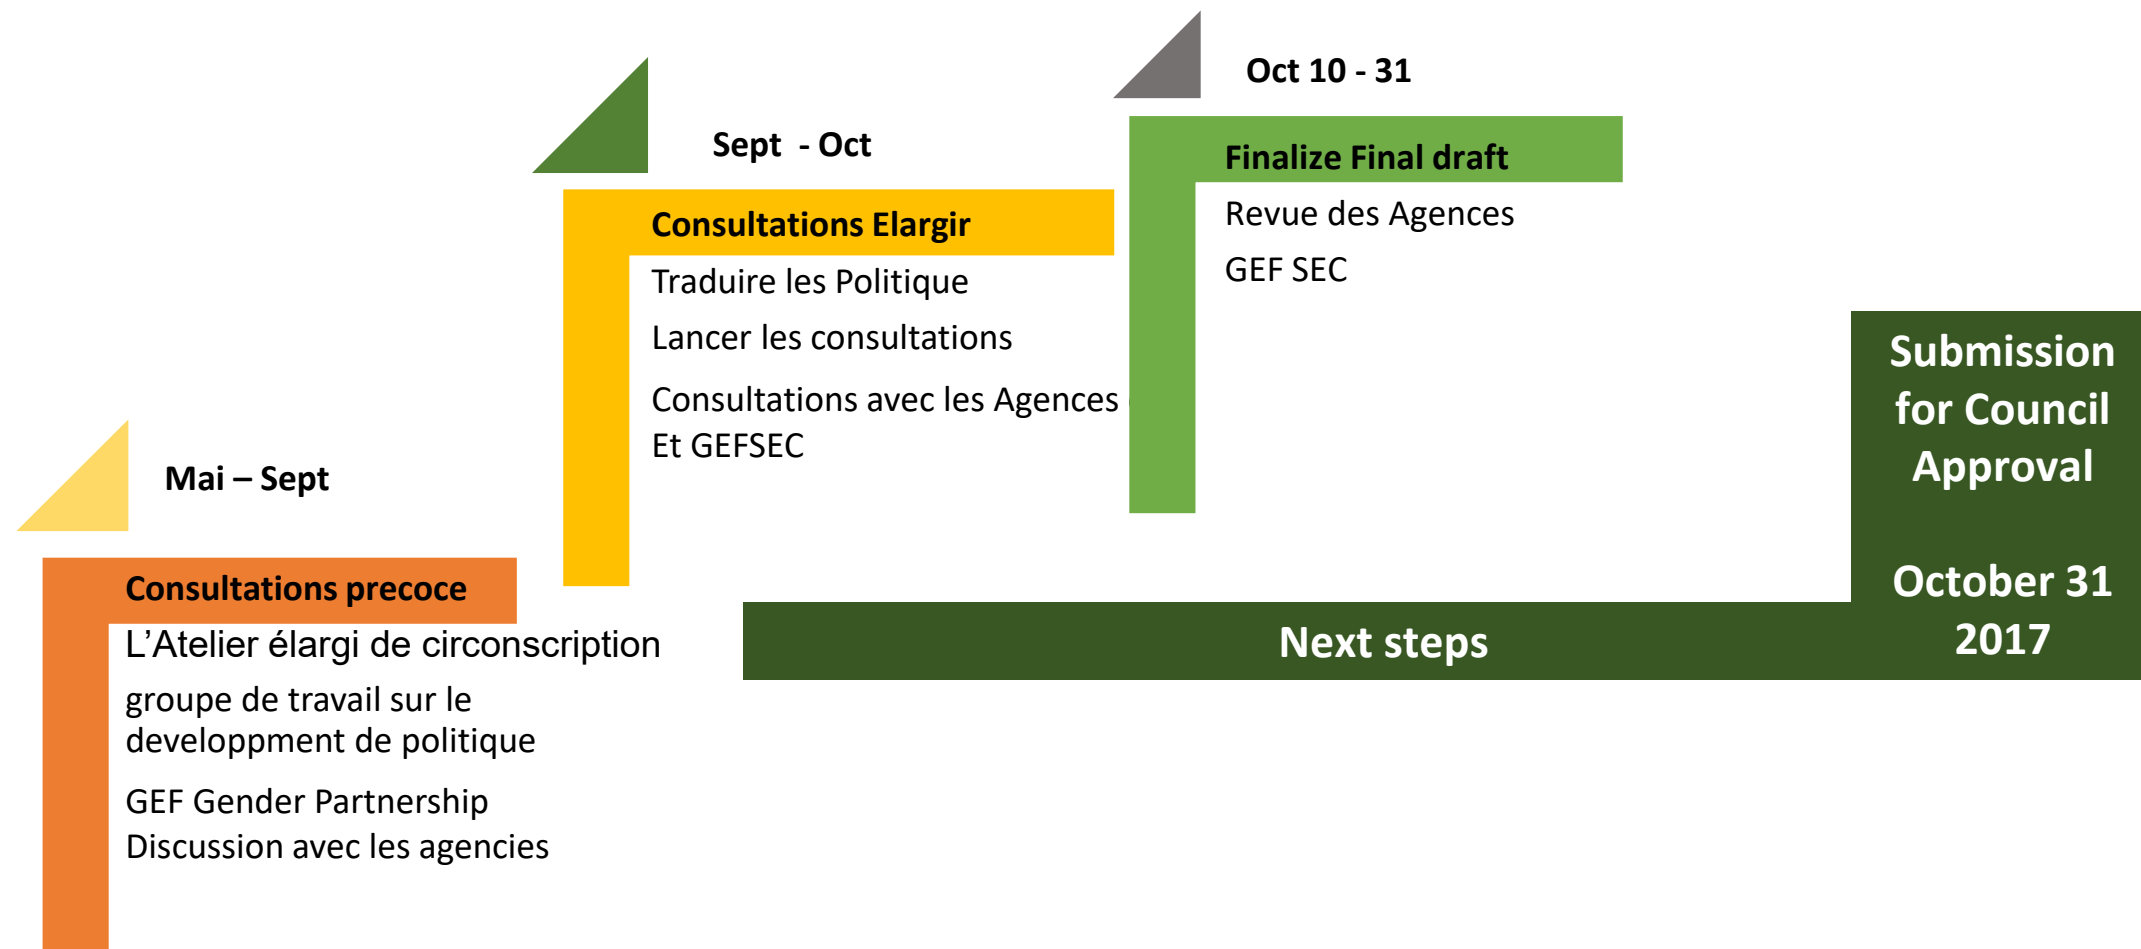 Mai – Sept
Consultations precoce
L’Atelier élargi de circonscription
groupe de travail sur le
developpment de politique
GEF Gender Partnership
Discussion avec les agencies
Sept - Oct
Consultations Elargir
Traduire les Politique
Lancer les consultations
Consultations avec les Agences
Et GEFSEC
Oct 10 - 31
Finalize Final draft
Revue des Agences
GEF SEC
Next steps
Submission
for Council
Approval
October 31
2017